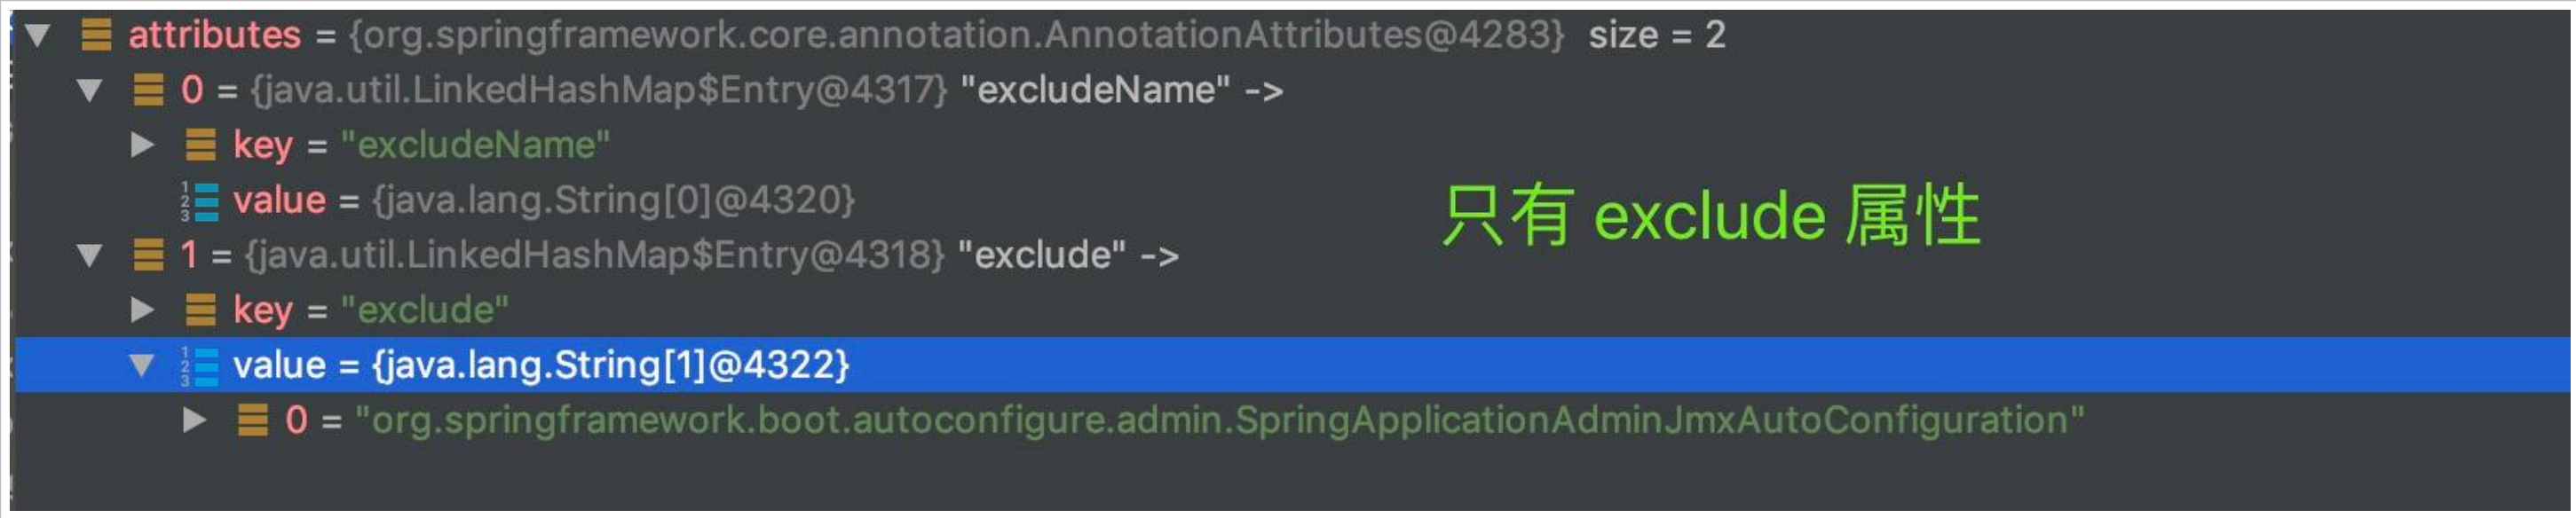 attributes = {org.springframework.core.annotation.AnnotationAttributes@4283} size = 2
0 = {java.util.LinkedHashMap$Entry@4317} "excludeName" ->
key = "excludeName"
value = {java.lang.String[0]@4320}
只有 exclude 属性
1 = {java.util.LinkedHashMap$Entry@4318} "exclude" ->
key = "exclude"
value = {java.lang.String[1]@4322}
0 = "org.springframework.boot.autoconfigure.admin.SpringApplicationAdminJmxAutoConfiguration"